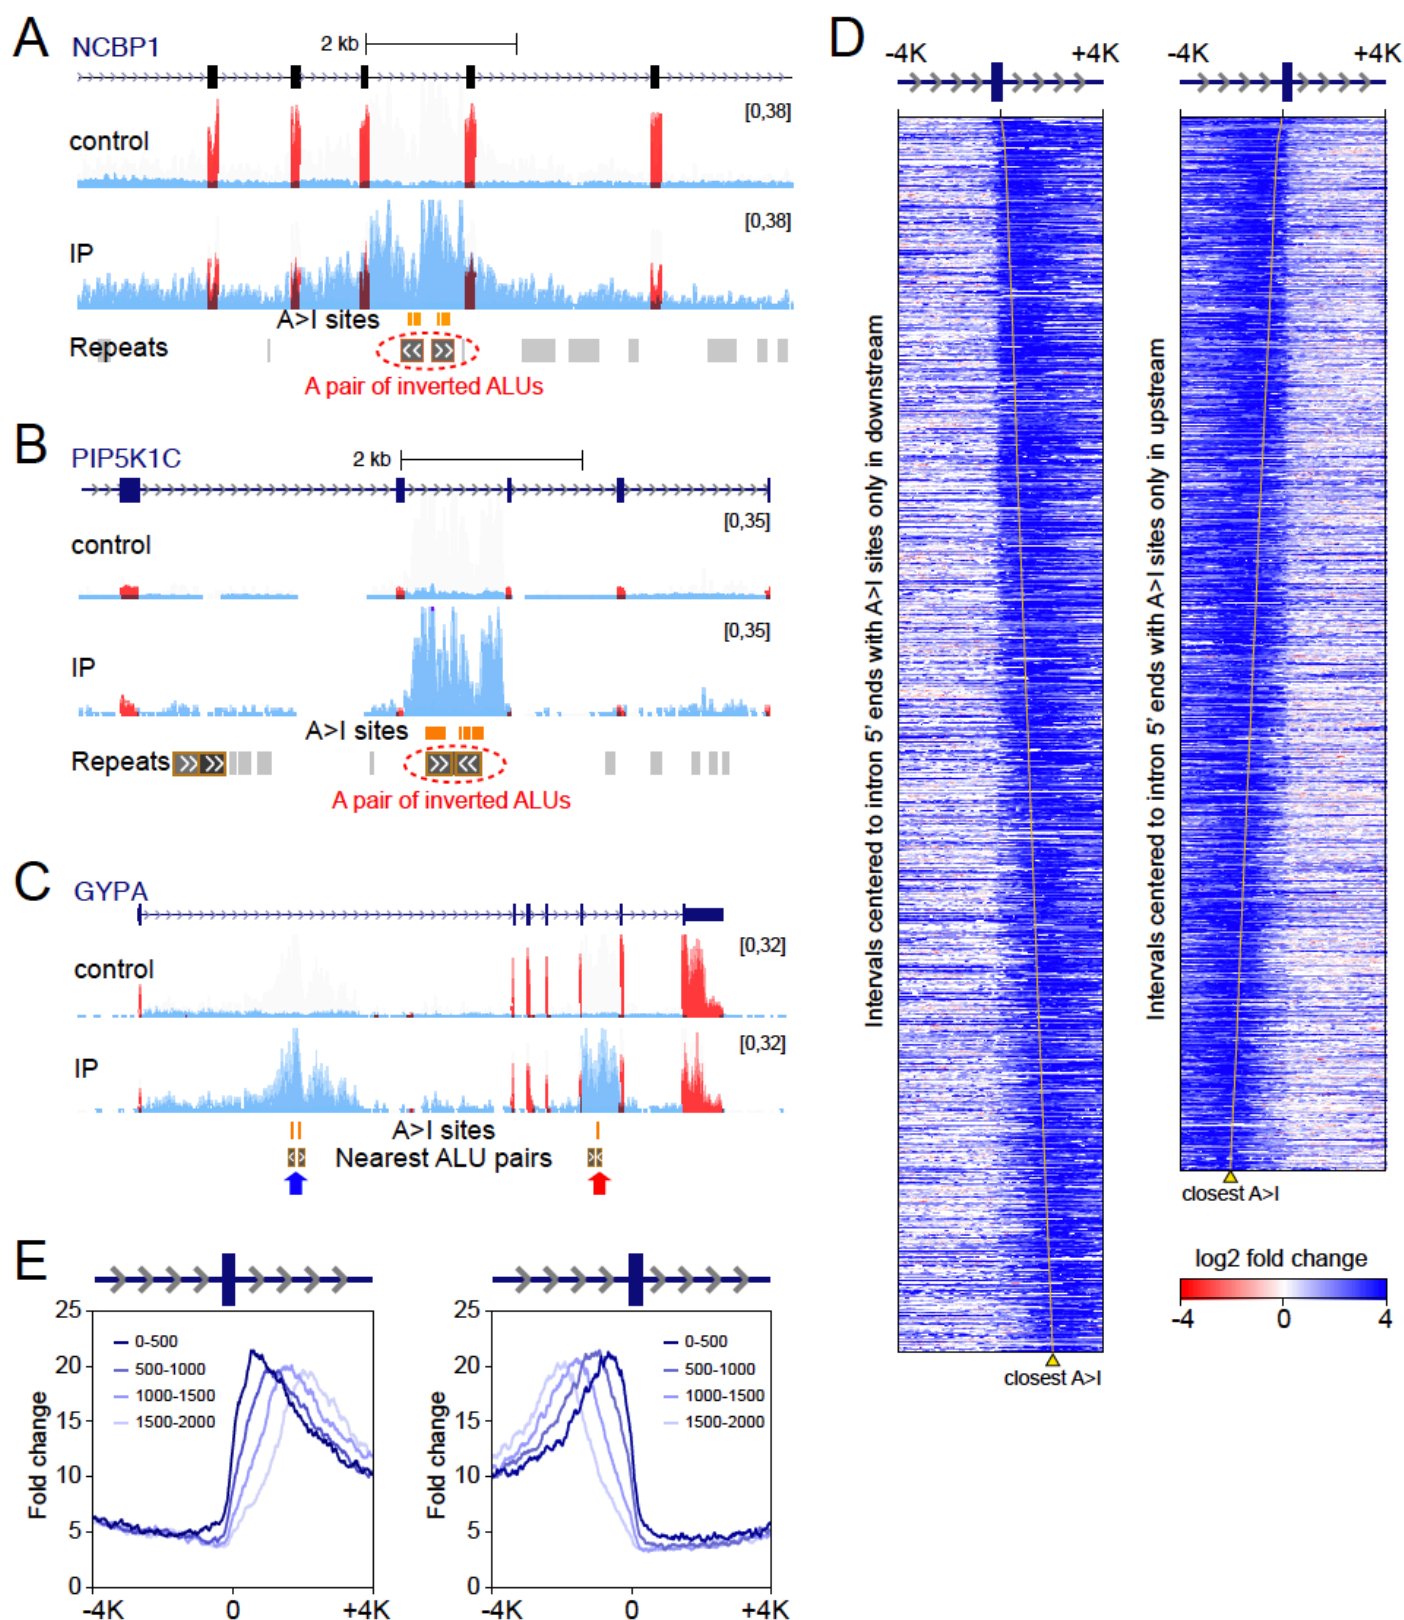 A
NCBP1
2 kb
control
[0,38]
IP
[0,38]
A>I sites
Repeats
<< >>
A pair of inverted ALUs
B
PIP5K1C
2 kb
control
[0,35]
IP
[0,35]
A>I sites
Repeats
>> >> >> <<
A pair of inverted ALUs
C
GYPA
control
[0,32]
IP
[0,32]
A>I sites
Nearest ALU pairs
D
-4K +4K
-4K +4K
Intervals centered to intron 5' ends with A>I sites only in downstream
Intervals centered to intron 5' ends with A>I sites only in upstream
closest A>I
closest A>I
log2 fold change
-4 0 4
E
Fold change
25
20
15
10
5
0
-4K 0 +4K
0-500
500-1000
1000-1500
1500-2000
Fold change
25
20
15
10
5
0
-4K 0 +4K
0-500
500-1000
1000-1500
1500-2000